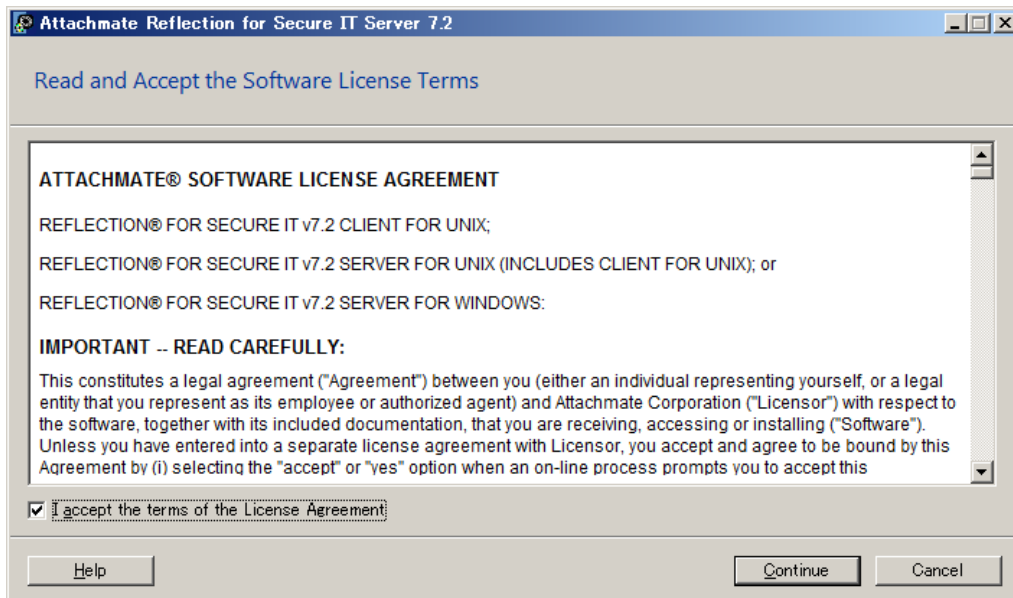 Attachmate Reflection for Secure IT Server 7.2
Read and Accept the Software License Terms
ATTACHMATE® SOFTWARE LICENSE AGREEMENT
REFLECTION® FOR SECURE IT v7.2 CLIENT FOR UNIX;
REFLECTION® FOR SECURE IT v7.2 SERVER FOR UNIX (INCLUDES CLIENT FOR UNIX); or
REFLECTION® FOR SECURE IT v7.2 SERVER FOR WINDOWS:
IMPORTANT -- READ CAREFULLY:
This constitutes a legal agreement ("Agreement") between you (either an individual representing yourself, or a legal
entity that you represent as its employee or authorized agent) and Attachmate Corporation ("Licensor") with respect to
the software, together with its included documentation, that you are receiving, accessing or installing ("Software").
Unless you have entered into a separate license agreement with Licensor, you accept and agree to be bound by this
Agreement by (i) selecting the "accept" or "yes" option when an on-line process prompts you to accept this
I accept the terms of the License Agreement
Help
Continue
Cancel